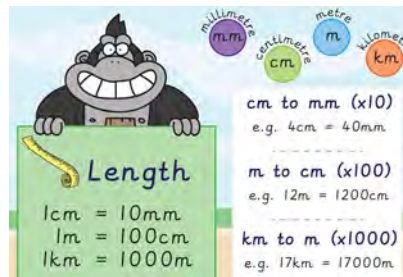 millimetre
mm
centimetre
cm
metre
m
kilomet
km
Length
1cm = 10mm
1m = 100cm
1km = 1000m
cm to mm (x10)
e.g. 4cm = 40mm
m to cm (x100)
e.g. 12m = 1200cm
km to m (x1000)
e.g. 17km = 17000m